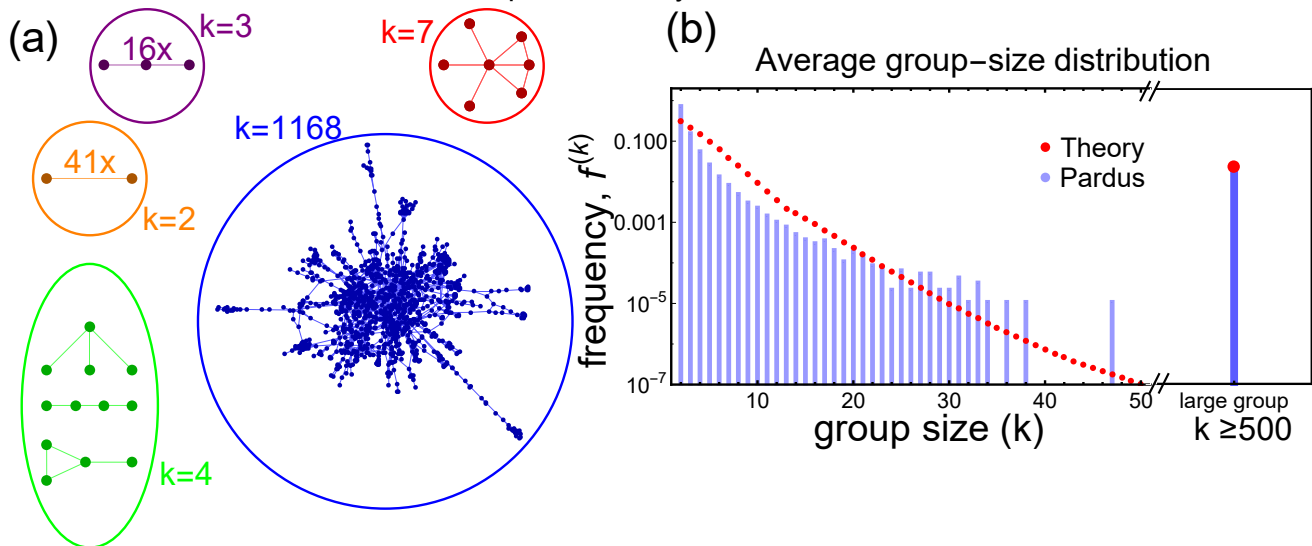 (a)
k=3
16x
k=7
k=1168
41x
k=2
k=4
(b)
Average group−size distribution
frequency, f^(k)
0.100
0.001
10^-5
10^-7
Theory
Pardus
10
20
30
40
50
group size (k)
large group
k ≥500